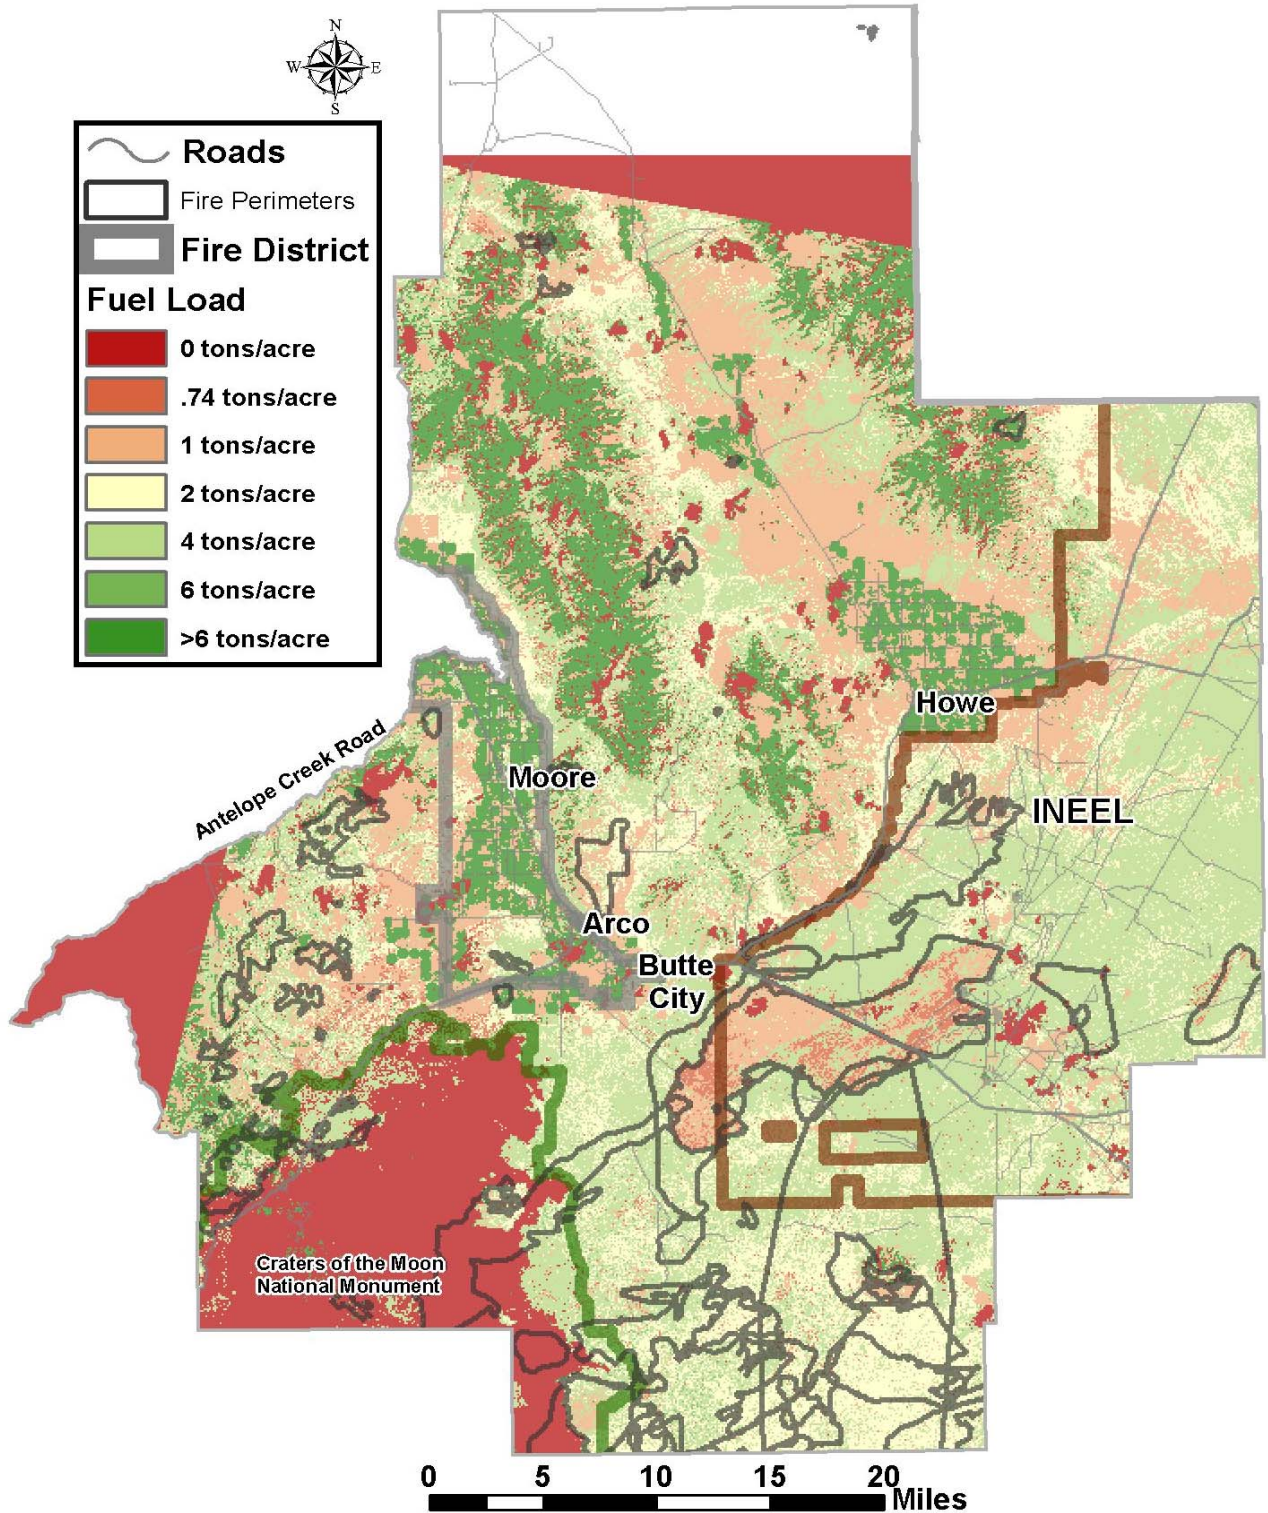 N
W E
S
Roads
Fire Perimeters
Fire District
Fuel Load
0 tons/acre
.74 tons/acre
1 tons/acre
2 tons/acre
4 tons/acre
6 tons/acre
>6 tons/acre
Howe
Antelope Creek Road
Moore
INEEL
Arco
Butte
City
Craters of the Moon
National Monument
0 5 10 15 20
Miles